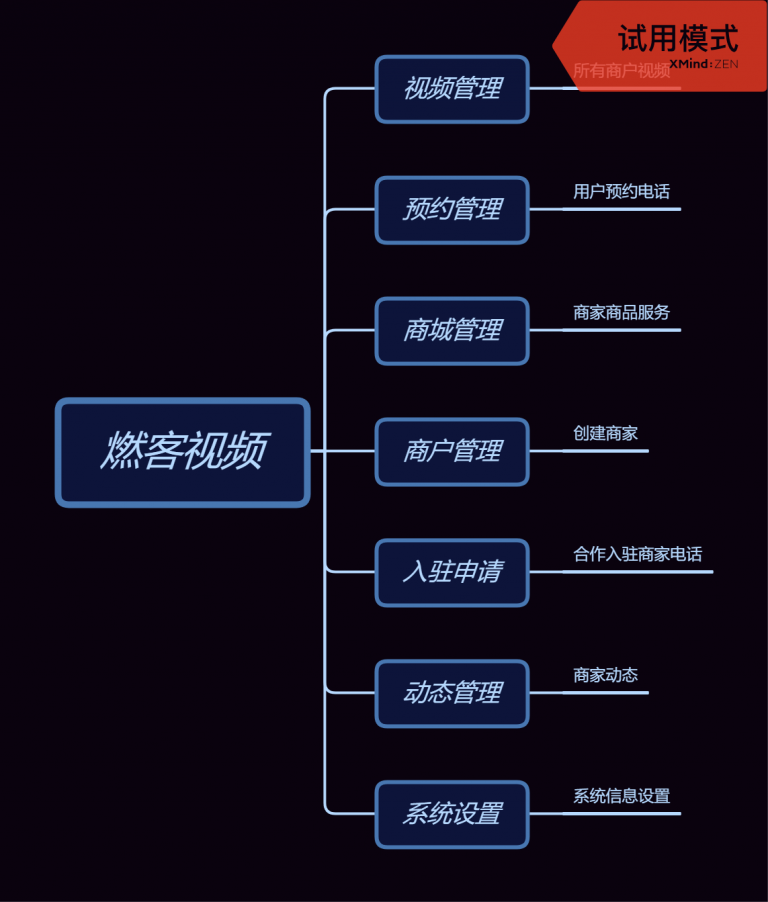 试用模式
XMind:ZEN
视频管理
所有商户视频
预约管理
用户预约电话
商城管理
商家商品服务
燃客视频
商户管理
创建商家
入驻申请
合作入驻商家电话
动态管理
商家动态
系统设置
系统信息设置